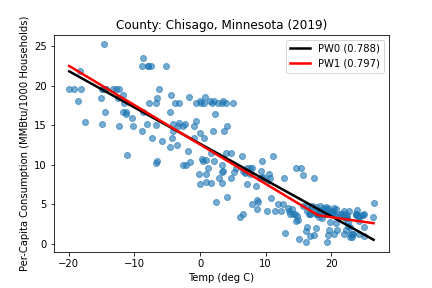 County: Chisago, Minnesota (2019)
PW0 (0.788)
PW1 (0.797)
Per-Capita Consumption (MMBtu/1000 Households)
25
20
15
10
5
0
−20
−10
0
10
20
Temp (deg C)